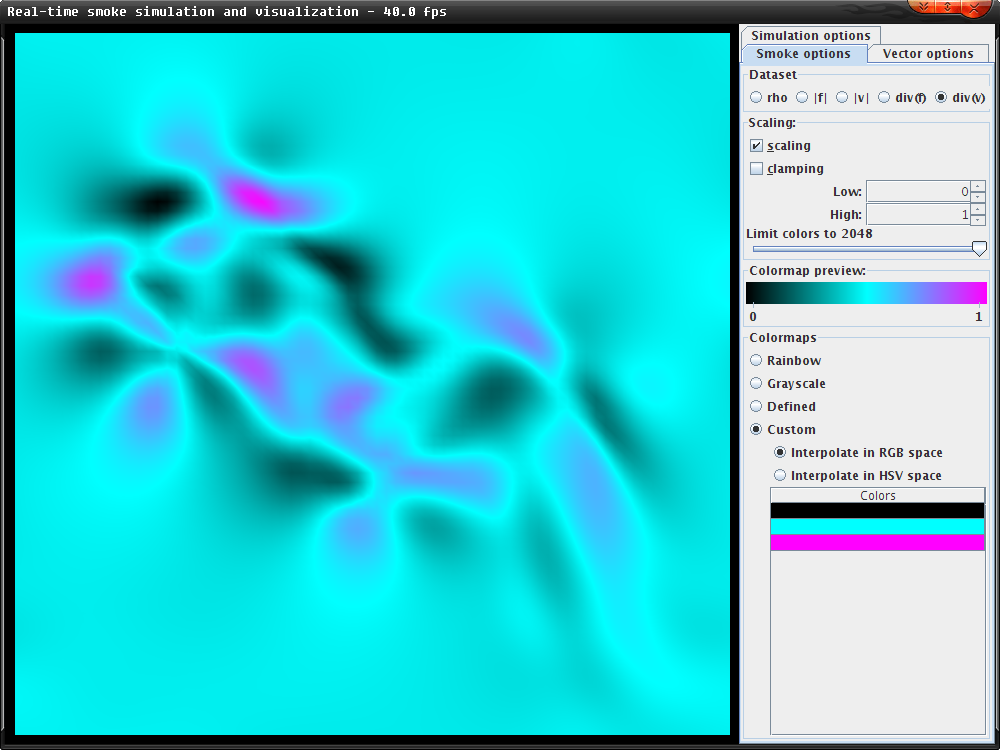 Real-time smoke simulation and visualization - 40.0 fps
Simulation options
Smoke options Vector options
Dataset
rho |f| |v| div(f) div(v)
Scaling:
scaling
clamping
Low: 0
High: 1
Limit colors to 2048
Colormap preview:
0 1
Colormaps
Rainbow
Grayscale
Defined
Custom
Interpolate in RGB space
Interpolate in HSV space
Colors